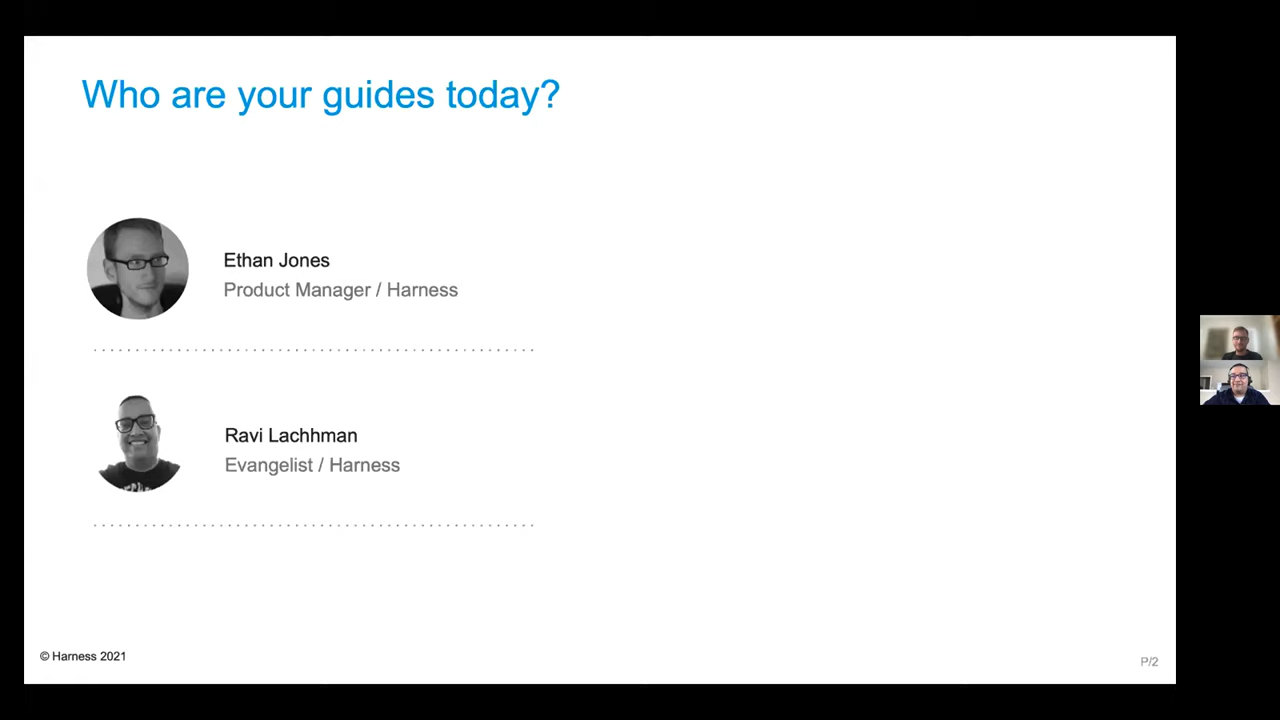 Who are your guides today?
Ethan Jones
Product Manager / Harness
Ravi Lachhman
Evangelist / Harness
© Harness 2021
P/2